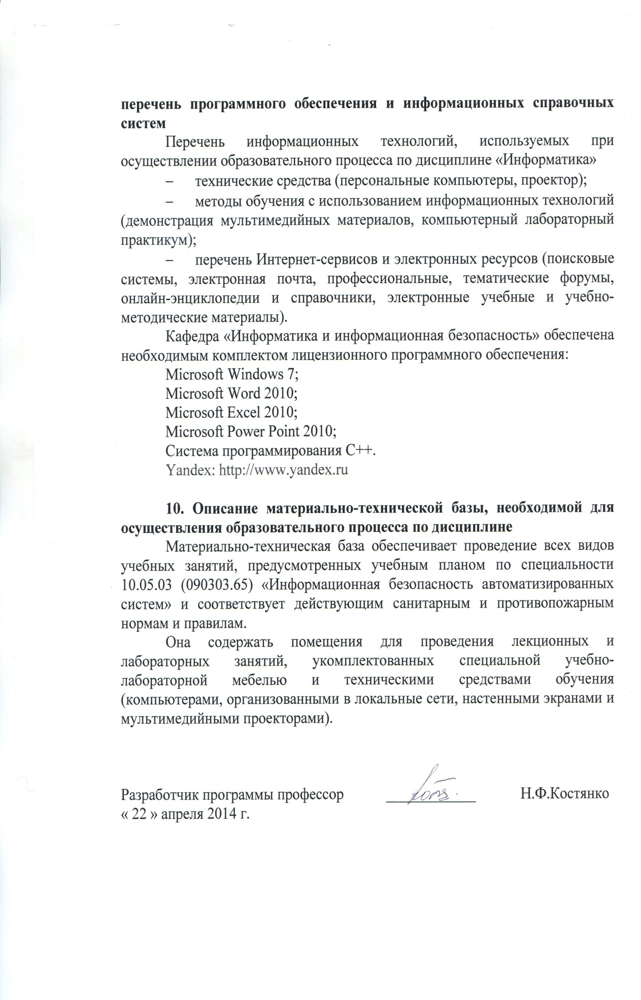 перечень программного обеспечения и информационных справочных
систем
Перечень информационных технологий, используемых при
осуществлении образовательного процесса по дисциплине «Информатика»
– технические средства (персональные компьютеры, проектор);
– методы обучения с использованием информационных технологий
(демонстрация мультимедийных материалов, компьютерный лабораторный
практикум);
– перечень Интернет-сервисов и электронных ресурсов (поисковые
системы, электронная почта, профессиональные, тематические форумы,
онлайн-энциклопедии и справочники, электронные учебные и учебно-
методические материалы).
Кафедра «Информатика и информационная безопасность» обеспечена
необходимым комплектом лицензионного программного обеспечения:
Microsoft Windows 7;
Microsoft Word 2010;
Microsoft Excel 2010;
Microsoft Power Point 2010;
Система программирования C++.
Yandex: http://www.yandex.ru
10. Описание материально-технической базы, необходимой для
осуществления образовательного процесса по дисциплине
Материально-техническая база обеспечивает проведение всех видов
учебных занятий, предусмотренных учебным планом по специальности
10.05.03 (090303.65) «Информационная безопасность автоматизированных
систем» и соответствует действующим санитарным и противопожарным
нормам и правилам.
Она содержать помещения для проведения лекционных и
лабораторных занятий, укомплектованных специальной учебно-
лабораторной мебелью и техническими средствами обучения
(компьютерами, организованными в локальные сети, настенными экранами и
мультимедийными проекторами).
Разработчик программы профессор Н.Ф.Костянко
« 22 » апреля 2014 г.